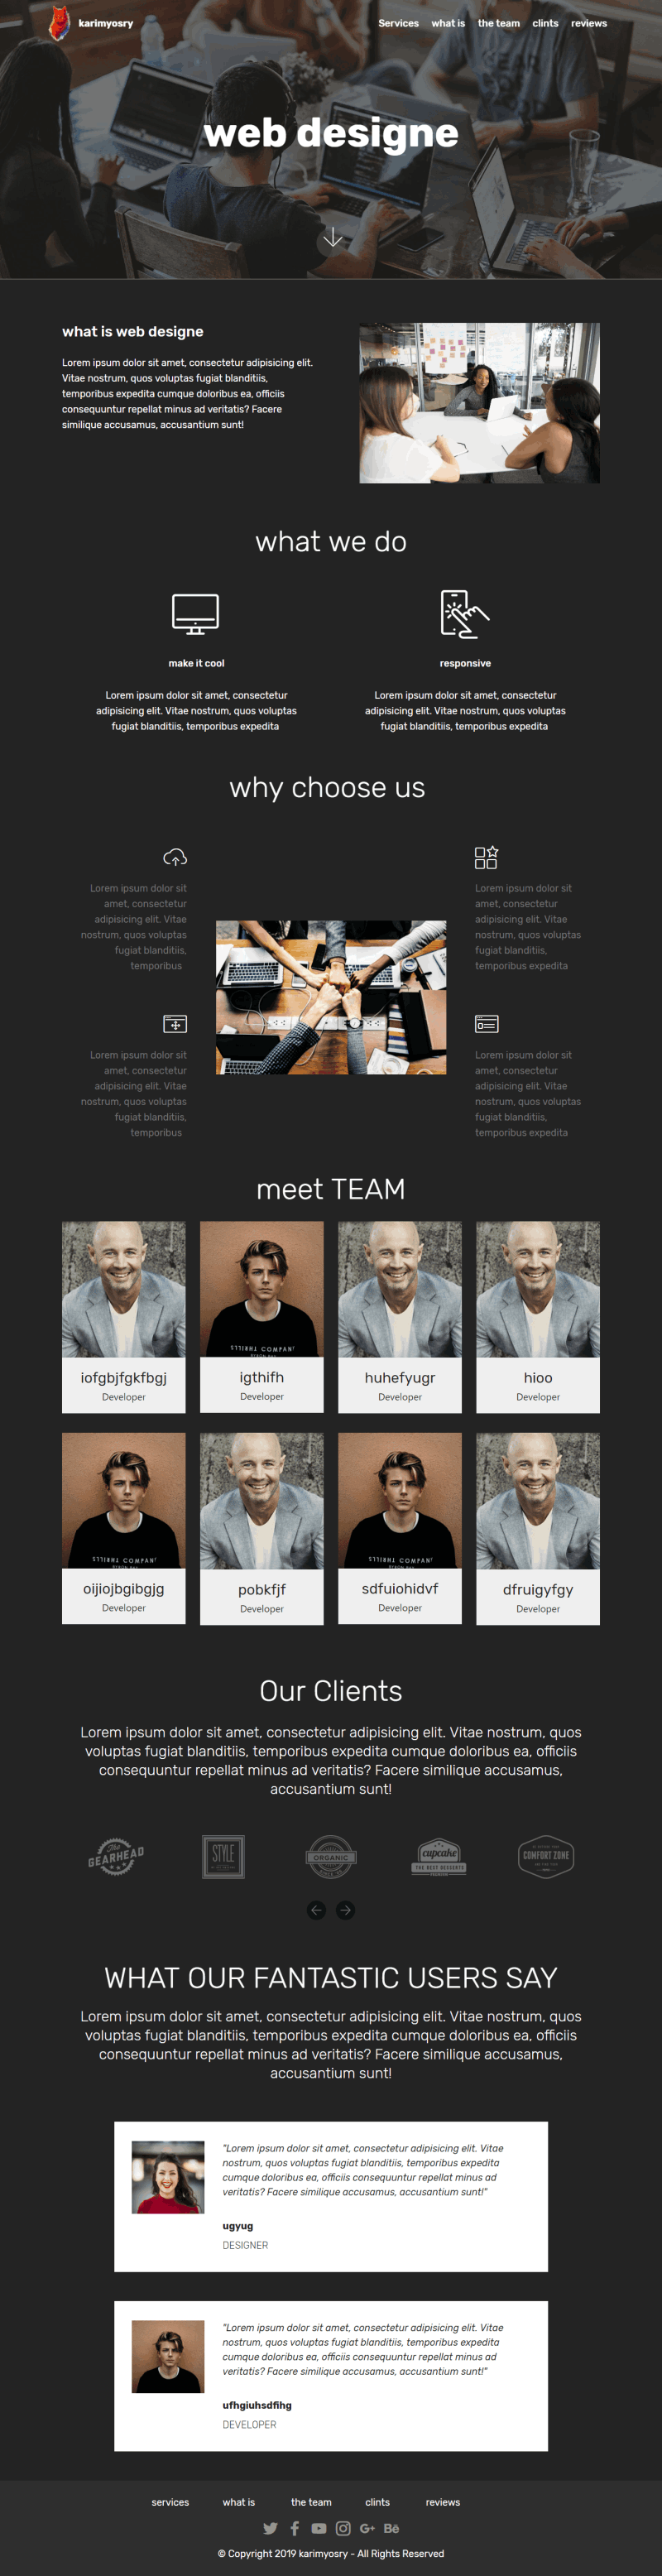 karimyosry
Services what is the team clints reviews
web designe
what is web designe
Lorem ipsum dolor sit amet, consectetur adipisicing elit.
Vitae nostrum, quos voluptas fugiat blanditiis,
temporibus expedita cumque doloribus ea, officiis
consequuntur repellat minus ad veritatis? Facere
similique accusamus, accusantium sunt!
what we do
make it cool
Lorem ipsum dolor sit amet, consectetur
adipisicing elit. Vitae nostrum, quos voluptas
fugiat blanditiis, temporibus expedita
responsive
Lorem ipsum dolor sit amet, consectetur
adipisicing elit. Vitae nostrum, quos voluptas
fugiat blanditiis, temporibus expedita
why choose us
Lorem ipsum dolor sit
amet, consectetur
adipisicing elit. Vitae
nostrum, quos voluptas
fugiat blanditiis,
temporibus
Lorem ipsum dolor sit
amet, consectetur
adipisicing elit. Vitae
nostrum, quos voluptas
fugiat blanditiis,
temporibus
Lorem ipsum dolor sit
amet, consectetur
adipisicing elit. Vitae
nostrum, quos voluptas
fugiat blanditiis,
temporibus expedita
Lorem ipsum dolor sit
amet, consectetur
adipisicing elit. Vitae
nostrum, quos voluptas
fugiat blanditiis,
temporibus expedita
meet TEAM
iofgbjfgkfbgj
Developer
igthifh
Developer
huhefyugr
Developer
hioo
Developer
oijiojbgibgjg
Developer
pobkfjf
Developer
sdfuiohidvf
Developer
dfruigyfgy
Developer
Our Clients
Lorem ipsum dolor sit amet, consectetur adipisicing elit. Vitae nostrum, quos
voluptas fugiat blanditiis, temporibus expedita cumque doloribus ea, officiis
consequuntur repellat minus ad veritatis? Facere similique accusamus,
accusantium sunt!
The
GEARHEAD
STYLE
ORGANIC
cupcake
THE BEST DESSERTS
COMFORT ZONE
WHAT OUR FANTASTIC USERS SAY
Lorem ipsum dolor sit amet, consectetur adipisicing elit. Vitae nostrum, quos
voluptas fugiat blanditiis, temporibus expedita cumque doloribus ea, officiis
consequuntur repellat minus ad veritatis? Facere similique accusamus,
accusantium sunt!
"Lorem ipsum dolor sit amet, consectetur adipisicing elit. Vitae
nostrum, quos voluptas fugiat blanditiis, temporibus expedita
cumque doloribus ea, officiis consequuntur repellat minus ad
veritatis? Facere similique accusamus, accusantium sunt!"
ugyug
DESIGNER
"Lorem ipsum dolor sit amet, consectetur adipisicing elit. Vitae
nostrum, quos voluptas fugiat blanditiis, temporibus expedita
cumque doloribus ea, officiis consequuntur repellat minus ad
veritatis? Facere similique accusamus, accusantium sunt!"
ufhgiuhsdfihg
DEVELOPER
services what is the team clints reviews
© Copyright 2019 karimyosry - All Rights Reserved